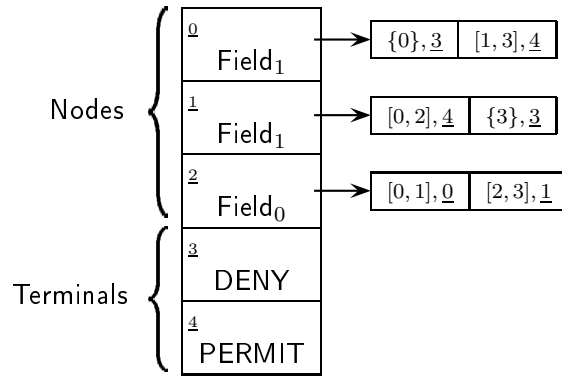 0
Field₁
{0}, 3
[1, 3], 4
Nodes
1
Field₁
[0, 2], 4
{3}, 3
2
Field₀
[0, 1], 0
[2, 3], 1
Terminals
3
DENY
4
PERMIT